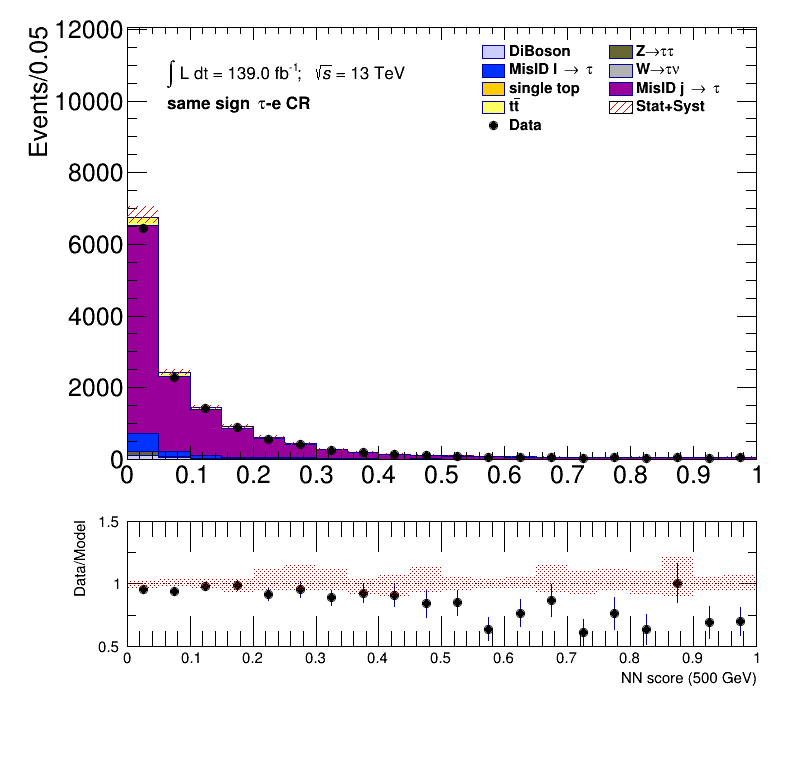 Events/0.05
12000
10000
8000
6000
4000
2000
0
∫ L dt = 139.0 fb⁻¹; √s = 13 TeV
same sign τ-e CR
DiBoson
MisID l → τ
single top
tt̄
Data
Z→ττ
W→τν
MisID j → τ
Stat+Syst
0 0.1 0.2 0.3 0.4 0.5 0.6 0.7 0.8 0.9 1
Data/Model
1.5
1
0.5
0 0.1 0.2 0.3 0.4 0.5 0.6 0.7 0.8 0.9 1
NN score (500 GeV)